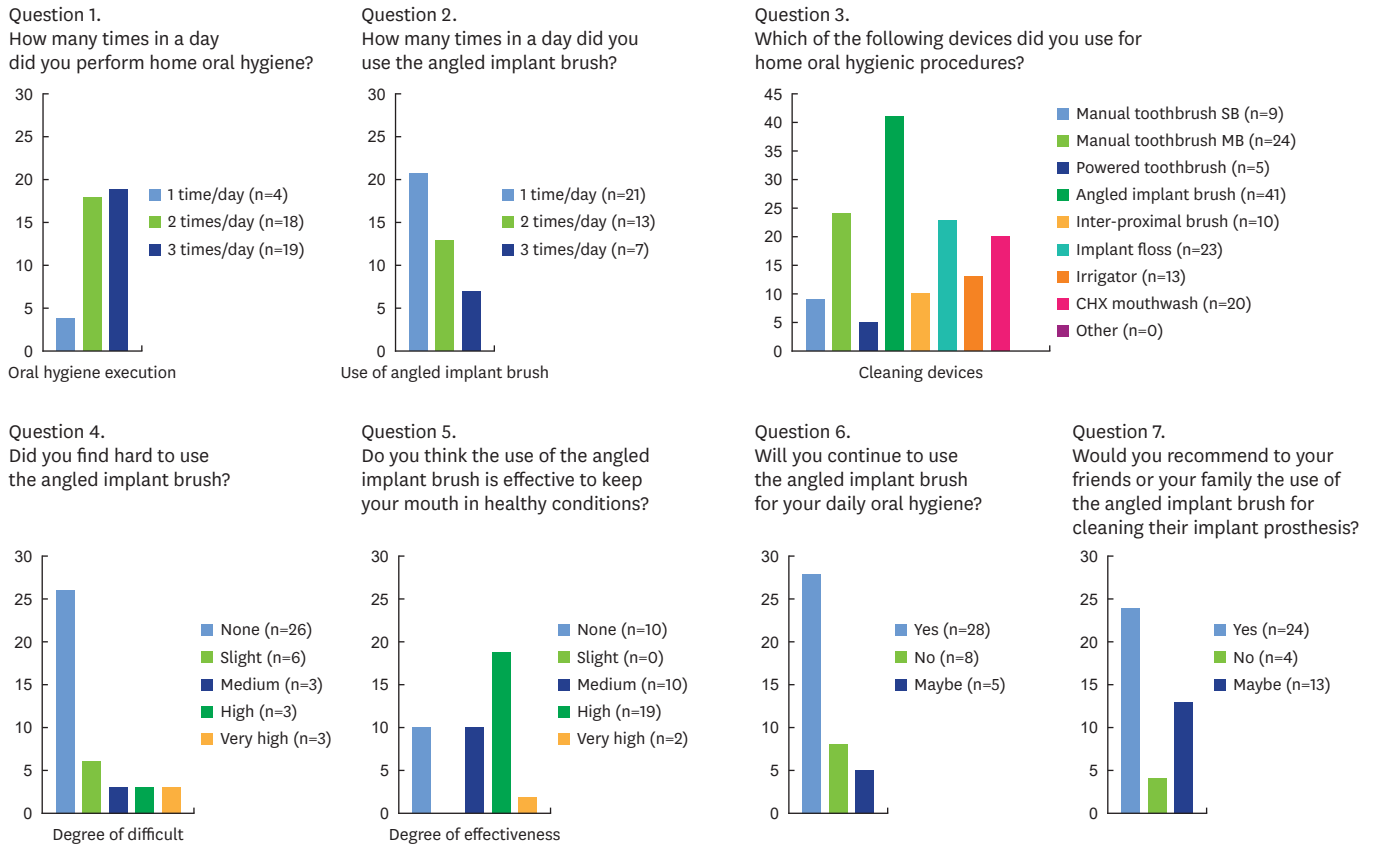 Question 1.
How many times in a day
did you perform home oral hygiene?
30
25
20
15
10
5
0
1 time/day (n=4)
2 times/day (n=18)
3 times/day (n=19)
Oral hygiene execution
Question 2.
How many times in a day did you
use the angled implant brush?
30
25
20
15
10
5
0
1 time/day (n=21)
2 times/day (n=13)
3 times/day (n=7)
Use of angled implant brush
Question 3.
Which of the following devices did you use for
home oral hygienic procedures?
45
40
35
30
25
20
15
10
5
0
Manual toothbrush SB (n=9)
Manual toothbrush MB (n=24)
Powered toothbrush (n=5)
Angled implant brush (n=41)
Inter-proximal brush (n=10)
Implant floss (n=23)
Irrigator (n=13)
CHX mouthwash (n=20)
Other (n=0)
Cleaning devices
Question 4.
Did you find hard to use
the angled implant brush?
30
25
20
15
10
5
0
None (n=26)
Slight (n=6)
Medium (n=3)
High (n=3)
Very high (n=3)
Degree of difficult
Question 5.
Do you think the use of the angled
implant brush is effective to keep
your mouth in healthy conditions?
30
25
20
15
10
5
0
None (n=10)
Slight (n=0)
Medium (n=10)
High (n=19)
Very high (n=2)
Degree of effectiveness
Question 6.
Will you continue to use
the angled implant brush
for your daily oral hygiene?
30
25
20
15
10
5
0
Yes (n=28)
No (n=8)
Maybe (n=5)
Question 7.
Would you recommend to your
friends or your family the use of
the angled implant brush for
cleaning their implant prosthesis?
30
25
20
15
10
5
0
Yes (n=24)
No (n=4)
Maybe (n=13)